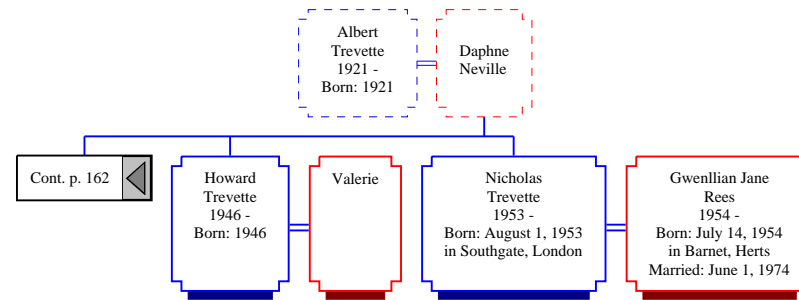 Albert
Trevette
1921 -
Born: 1921
Daphne
Neville
Cont. p. 162
Howard
Trevette
1946 -
Born: 1946
Valerie
Nicholas
Trevette
1953 -
Born: August 1, 1953
in Southgate, London
Gwenllian Jane
Rees
1954 -
Born: July 14, 1954
in Barnet, Herts
Married: June 1, 1974